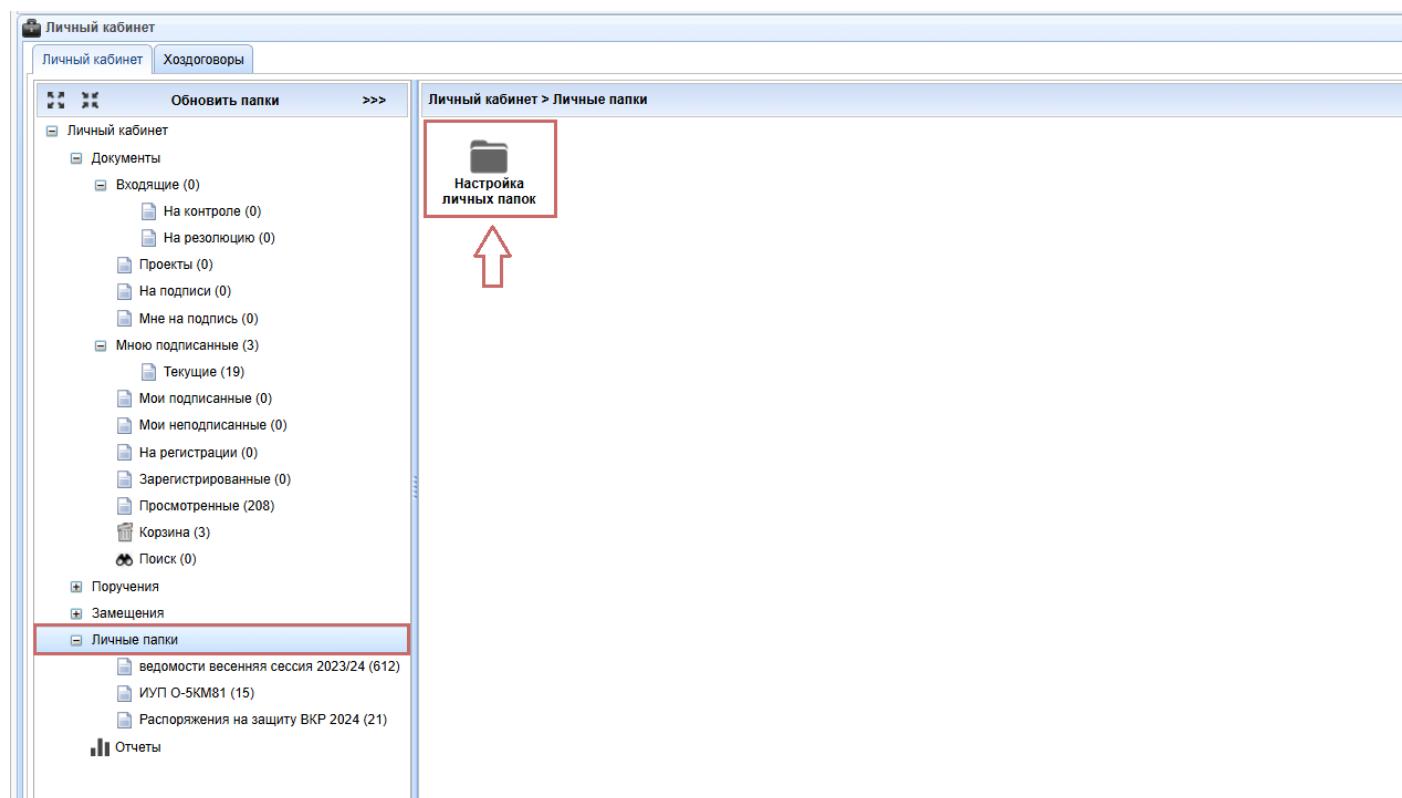 Личный кабинет
Личный кабинет Хоздоговоры
Обновить папки >>>
Личный кабинет
Документы
Входящие (0)
На контроле (0)
На резолюцию (0)
Проекты (0)
На подписи (0)
Мне на подпись (0)
Мною подписанные (3)
Текущие (19)
Мои подписанные (0)
Мои неподписанные (0)
На регистрации (0)
Зарегистрированные (0)
Просмотренные (208)
Корзина (3)
Поиск (0)
Поручения
Замещения
Личные папки
ведомости весенняя сессия 2023/24 (612)
ИУП О-5КМ81 (15)
Распоряжения на защиту ВКР 2024 (21)
Отчеты
Личный кабинет > Личные папки
Настройка
личных папок